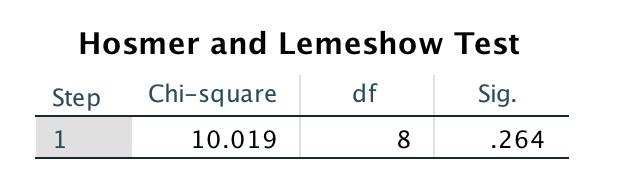 Hosmer and Lemeshow Test
Step Chi-square df Sig.
1 10.019 8 .264